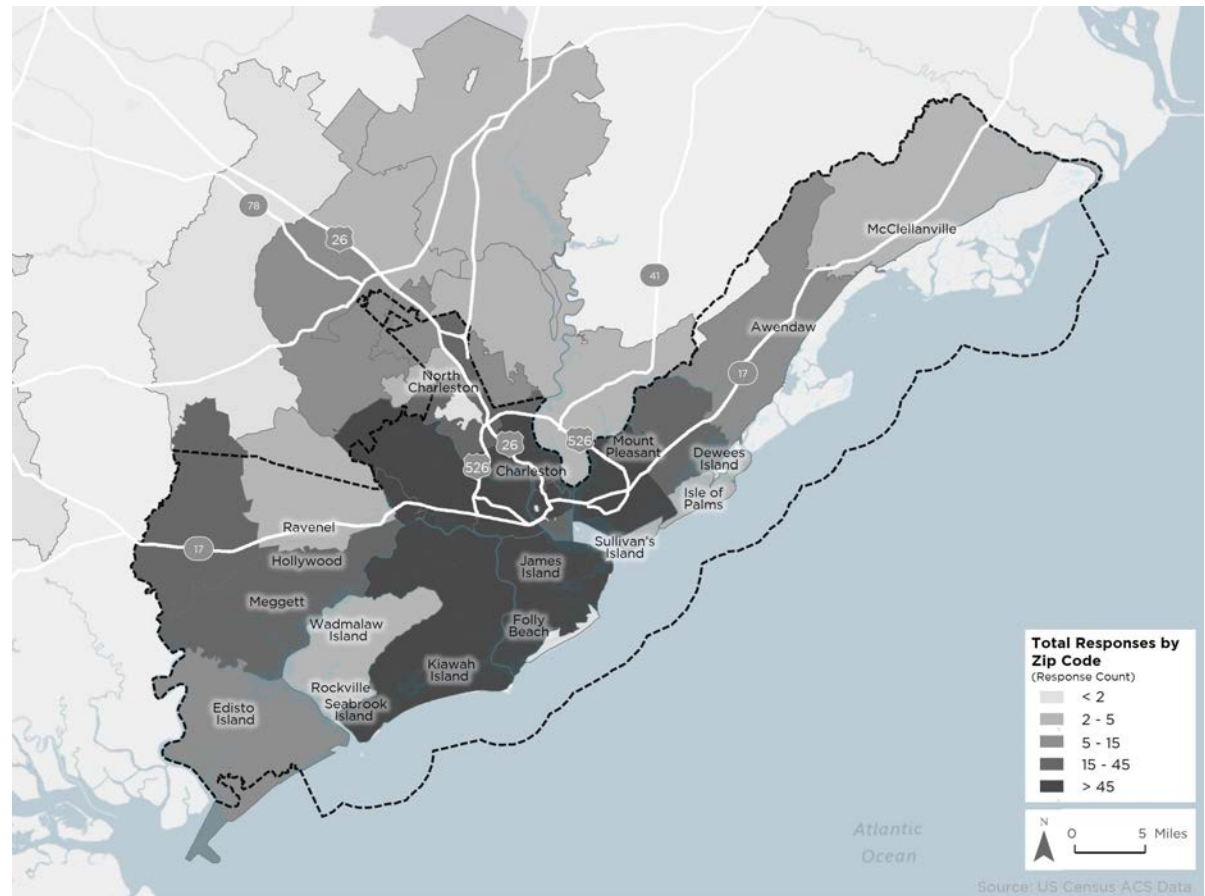 McClellanville
78
26
41
Awendaw
17
North
Charleston
526
26
526
Mount
Pleasant
Charleston
Dewees
Island
Isle of
Palms
Ravenel
17
Hollywood
Sullivan's
Island
James
Island
Meggett
Folly
Beach
Wadmalaw
Island
Kiawah
Island
Rockville
Seabrook
Island
Edisto
Island
Total Responses by
Zip Code
(Response Count)
< 2
2 - 5
5 - 15
15 - 45
> 45
N
0 5 Miles
Atlantic
Ocean
Source: US Census ACS Data